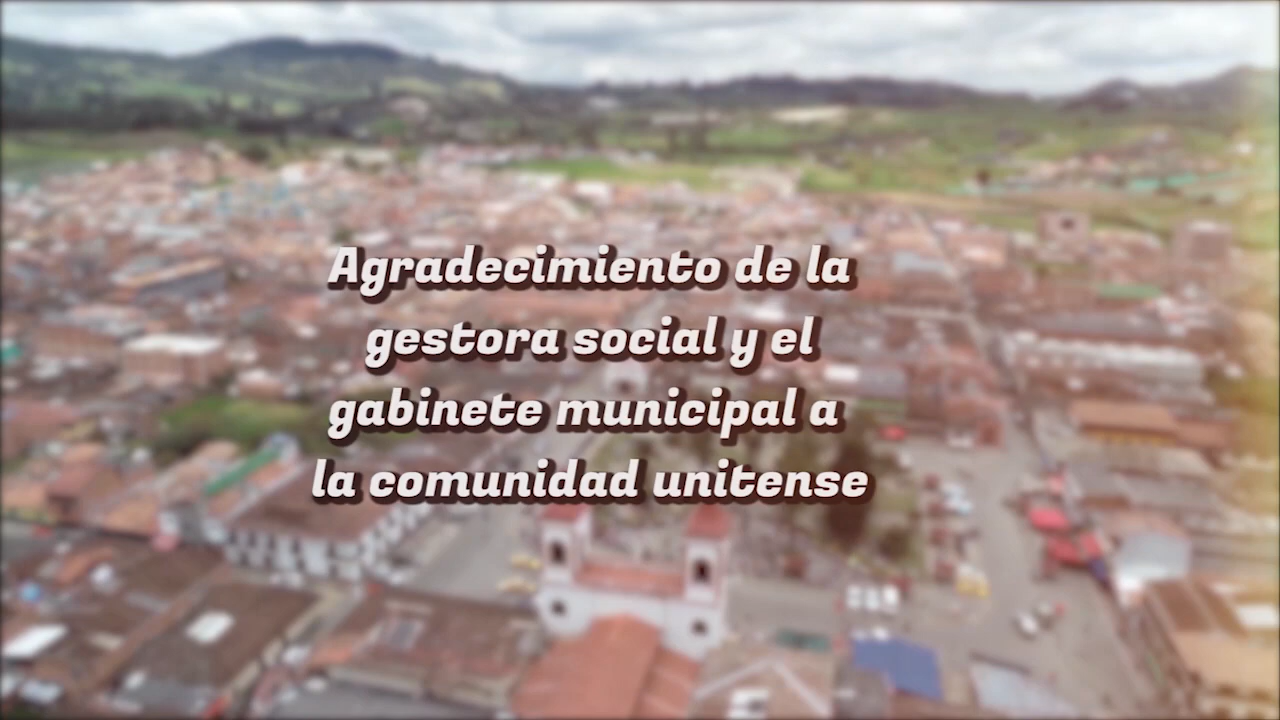 Agradecimiento de la
gestora social y el
gabinete municipal a
la comunidad unitense